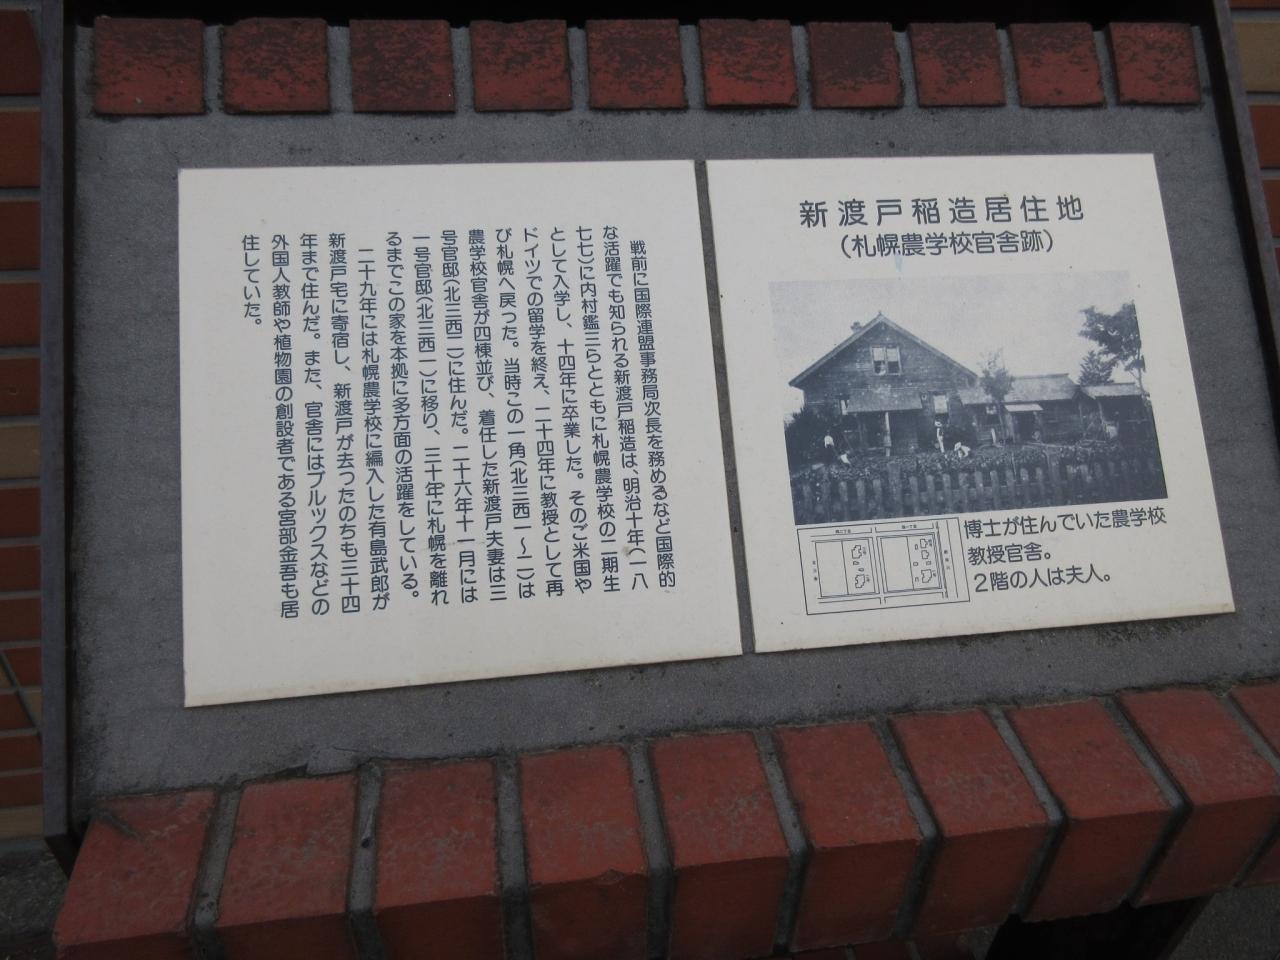 新渡戸稲造居住地
(札幌農学校官舎跡)
博士が住んでいた農学校
教授官舎。
2階の人は夫人。
戦前に国際連盟事務局次長を務めるなど国際的
な活躍でも知られる新渡戸稲造は、明治十年(一八
七七)に内村鑑三らとともに札幌農学校の二期生
として入学し、十四年に卒業した。そのご米国や
ドイツでの留学を終え、二十四年に教授として再
び札幌へ戻った。当時この一角(北三西一〜二)は
農学校官舎が四棟並び、着任した新渡戸夫妻は三
号官邸(北三西二)に住んだ。二十六年十一月には
一号官邸(北三西一)に移り、三十年に札幌を離れ
るまでこの家を本拠に多方面の活躍をしている。
二十九年には札幌農学校に編入した有島武郎が
新渡戸宅に寄宿し、新渡戸が去ったのちも三十四
年まで住んだ。また、官舎にはブルックスなどの
外国人教師や植物園の創設者である宮部金吾も居
住していた。